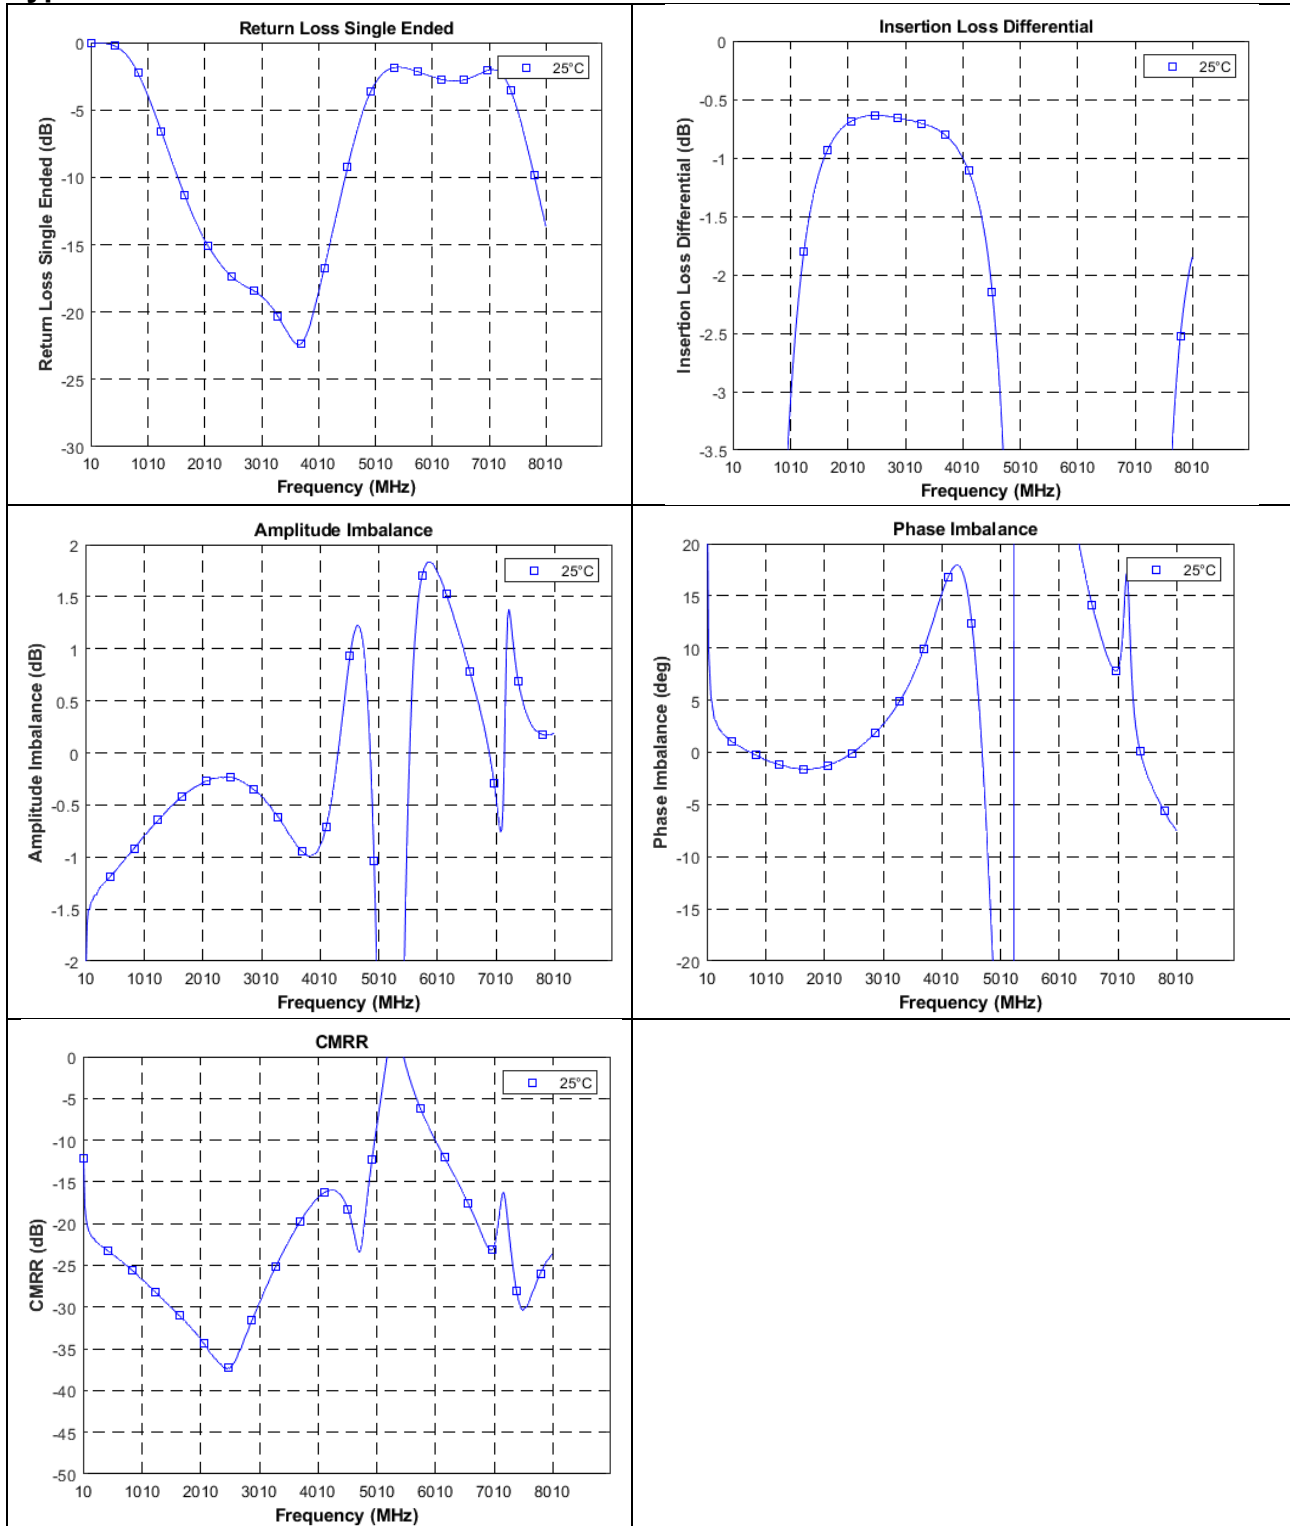 Return Loss Single Ended
0
-5
-10
-15
-20
-25
-30
Return Loss Single Ended (dB)
25°C
10 1010 2010 3010 4010 5010 6010 7010 8010
Frequency (MHz)
Insertion Loss Differential
0
-0.5
-1
-1.5
-2
-2.5
-3
-3.5
Insertion Loss Differential (dB)
25°C
10 1010 2010 3010 4010 5010 6010 7010 8010
Frequency (MHz)
Amplitude Imbalance
2
1.5
1
0.5
0
-0.5
-1
-1.5
-2
Amplitude Imbalance (dB)
25°C
10 1010 2010 3010 4010 5010 6010 7010 8010
Frequency (MHz)
Phase Imbalance
20
15
10
5
0
-5
-10
-15
-20
Phase Imbalance (deg)
25°C
10 1010 2010 3010 4010 5010 6010 7010 8010
Frequency (MHz)
CMRR
0
-5
-10
-15
-20
-25
-30
-35
-40
-45
-50
CMRR (dB)
25°C
10 1010 2010 3010 4010 5010 6010 7010 8010
Frequency (MHz)